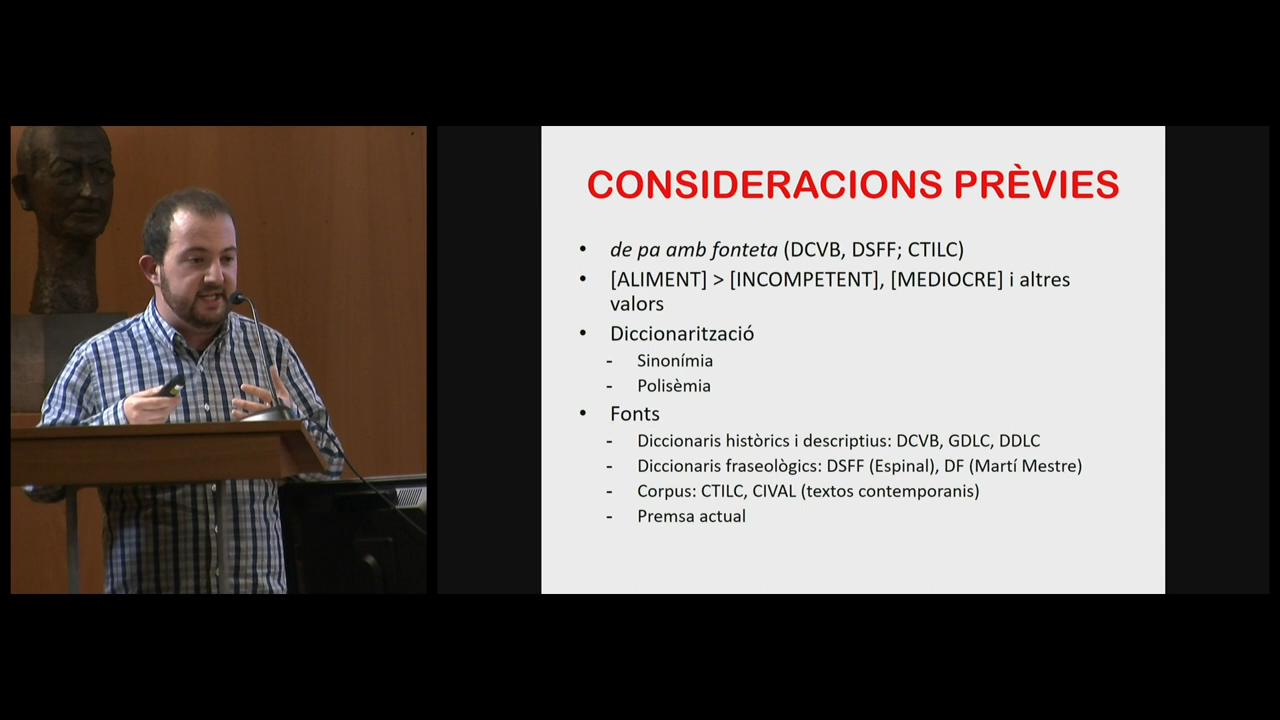 CONSIDERACIONS PRÈVIES
• de pa amb fonteta (DCVB, DSFF; CTILC)
• [ALIMENT] > [INCOMPETENT], [MEDIOCRE] i altres
valors
• Diccionarització
- Sinonímia
- Polisèmia
• Fonts
- Diccionaris històrics i descriptius: DCVB, GDLC, DDLC
- Diccionaris fraseològics: DSFF (Espinal), DF (Martí Mestre)
- Corpus: CTILC, CIVAL (textos contemporanis)
- Premsa actual